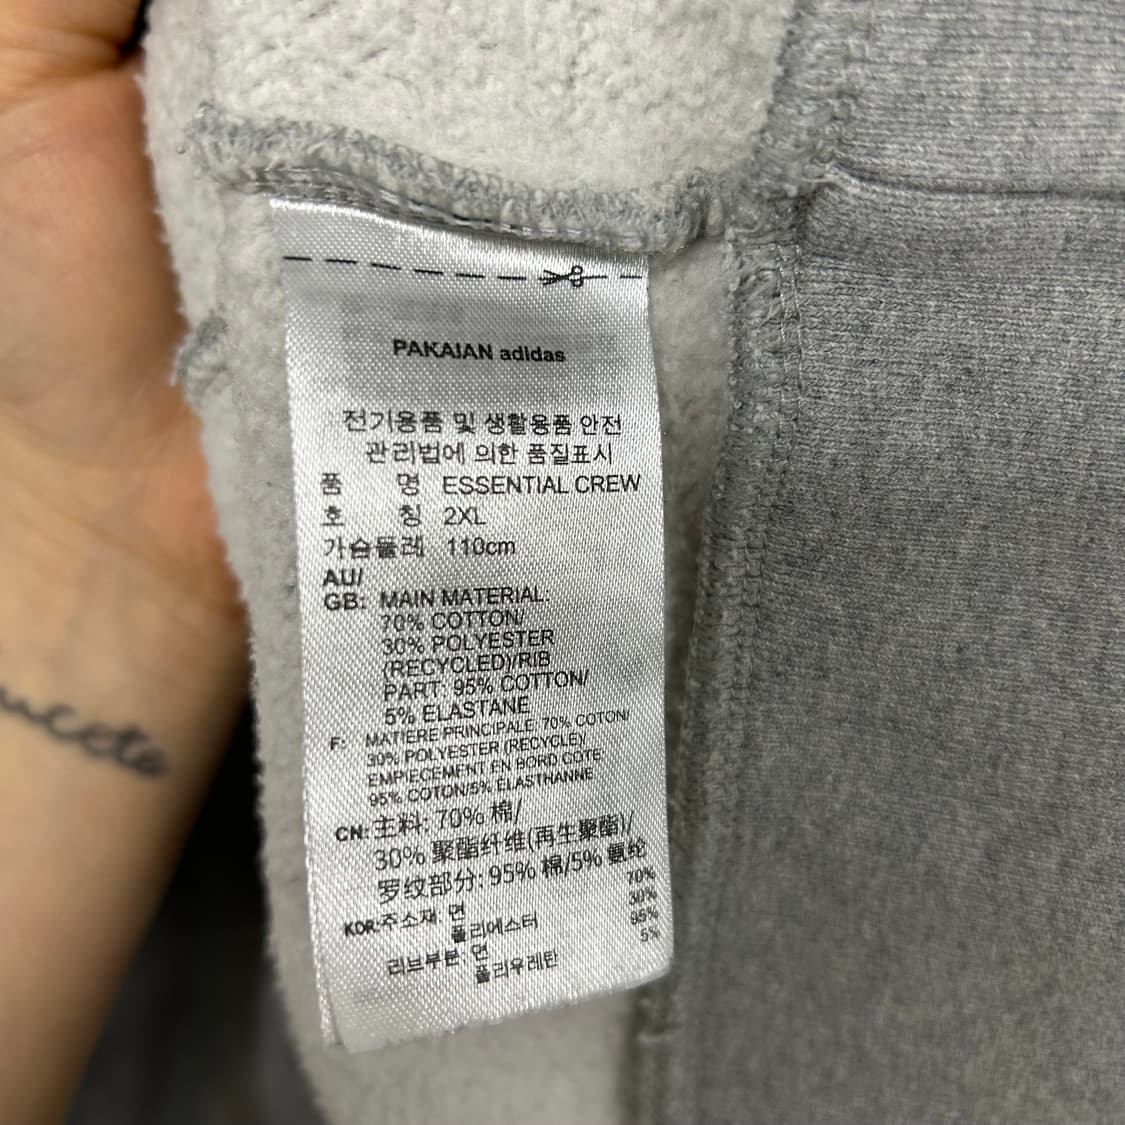 PAKAIAN adidas
전기용품 및 생활용품 안전
관리법에 의한 품질표시
품 명 ESSENTIAL CREW
호 칭 2XL
가슴둘레 110cm
AU/
GB: MAIN MATERIAL:
70% COTTON/
30% POLYESTER
(RECYCLED)/RIB
PART: 95% COTTON/
5% ELASTANE
F: MATIERE PRINCIPALE: 70% COTON/
30% POLYESTER (RECYCLE)/
EMPIECEMENT EN BORD COTE:
95% COTON/5% ELASTHANNE
CN: 主料: 70% 棉/
30% 聚酯纤维(再生聚酯)/
罗纹部分: 95% 棉/5% 氨纶
KOR: 주소재 면 70%
폴리에스터 30%
리브부분 면 95%
폴리우레탄 5%